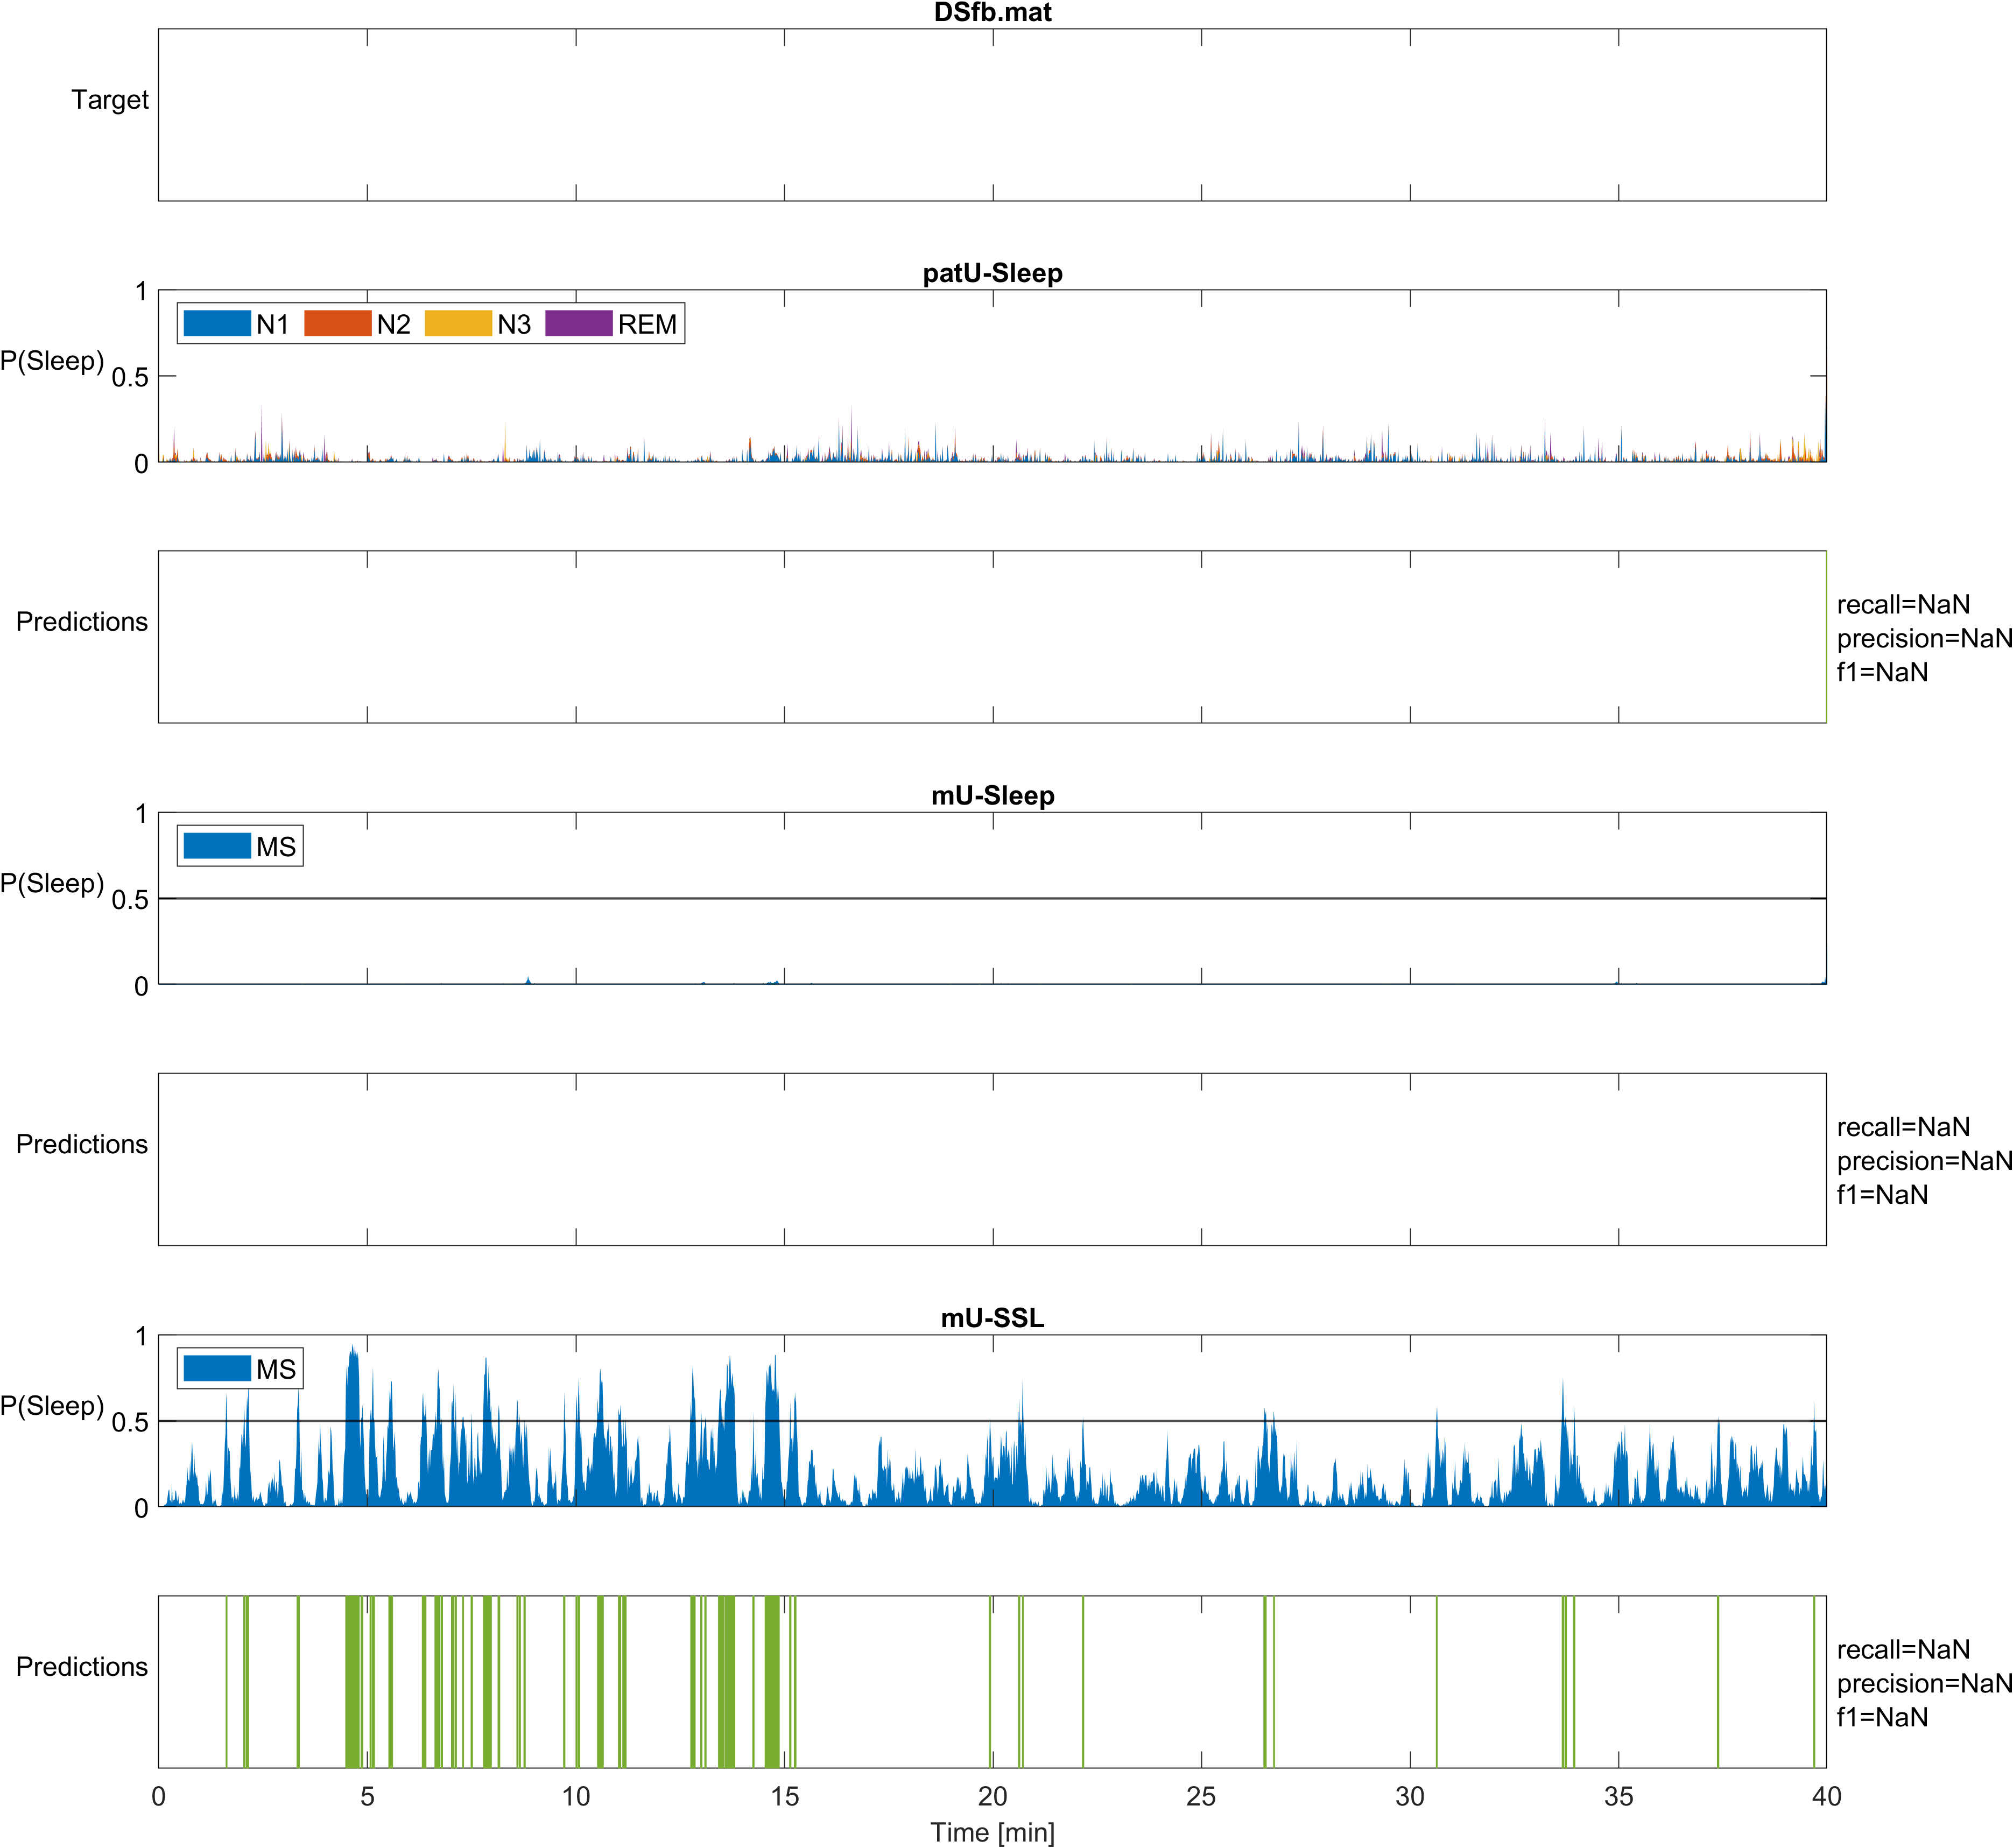 DSfb.mat
Target
patU-Sleep
1
N1 N2 N3 REM
P(Sleep)
0.5
0
Predictions
recall=NaN
precision=NaN
f1=NaN
mU-Sleep
1
MS
P(Sleep)
0.5
0
Predictions
recall=NaN
precision=NaN
f1=NaN
mU-SSL
1
MS
P(Sleep)
0.5
0
Predictions
recall=NaN
precision=NaN
f1=NaN
0 5 10 15 20 25 30 35 40
Time [min]